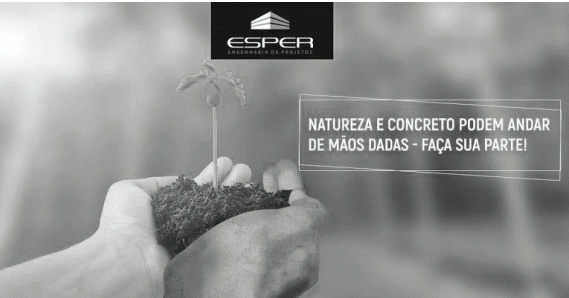 ESPER
ENGENHARIA DE PROJETOS
NATUREZA E CONCRETO PODEM ANDAR
DE MÃOS DADAS - FAÇA SUA PARTE!